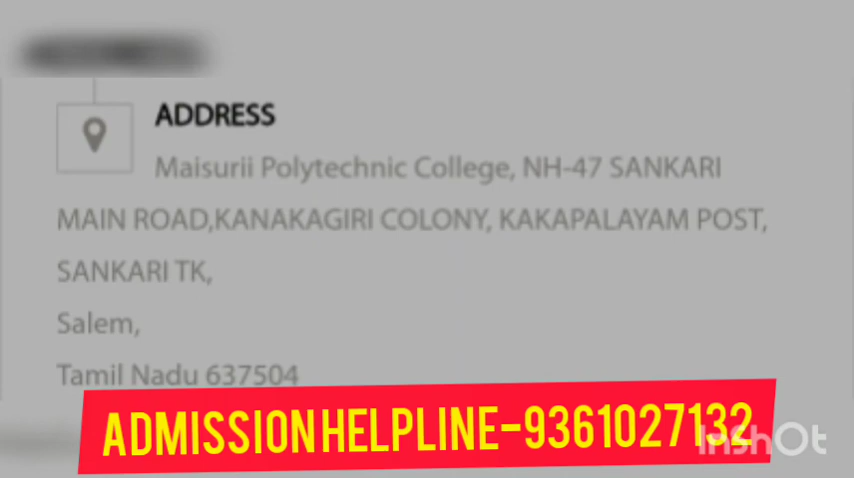 ADDRESS
Maisurii Polytechnic College, NH-47 SANKARI
MAIN ROAD,KANAKAGIRI COLONY, KAKAPALAYAM POST,
SANKARI TK,
Salem,
Tamil Nadu 637504
ADMISSION HELPLINE-9361027132
InShOt